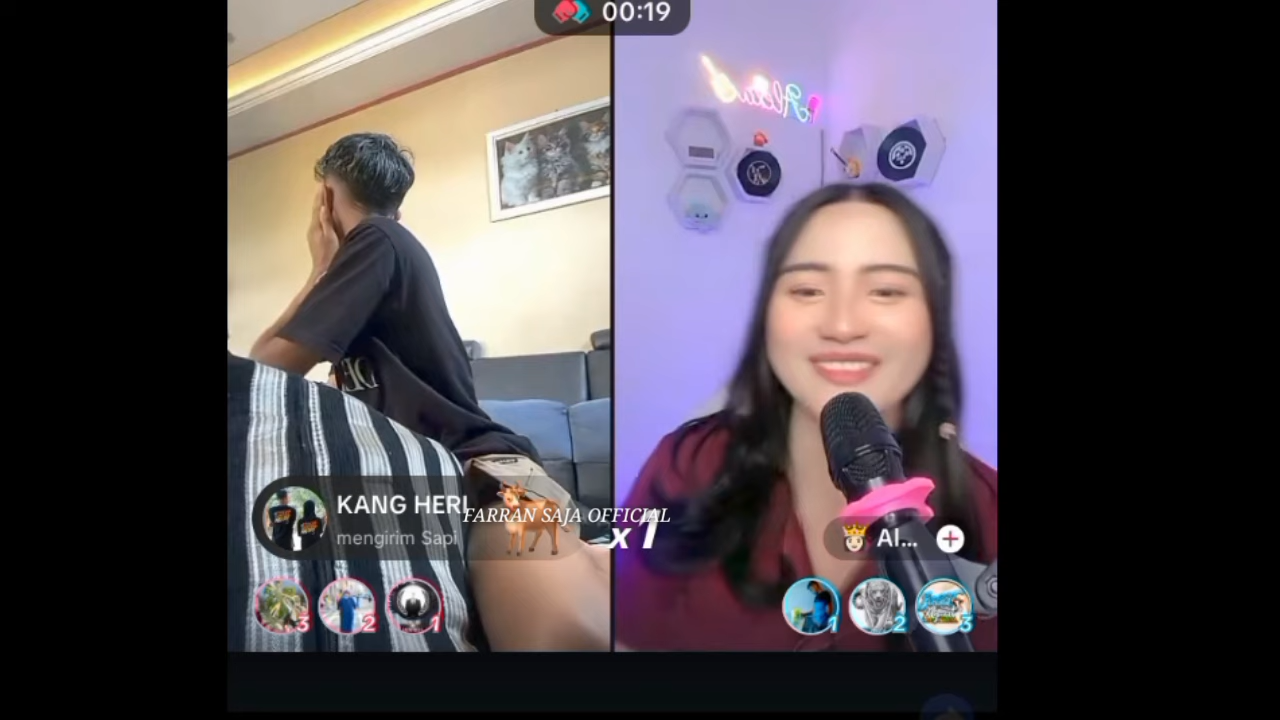 00:19
KANG HERI
mengirim Sapi
FARRAN SAJA OFFICIAL
x1
Al...
3
2
1
1
2
3